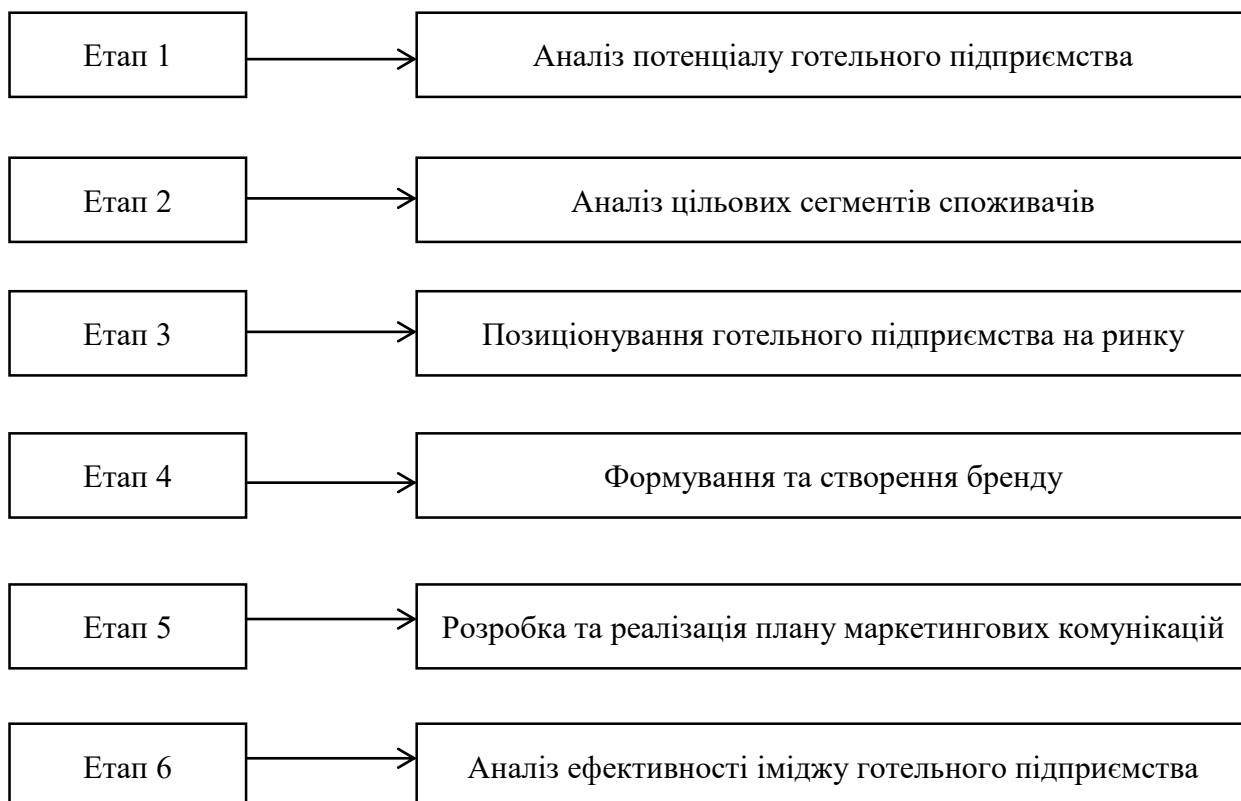 Етап 1
Аналіз потенціалу готельного підприємства
Етап 2
Аналіз цільових сегментів споживачів
Етап 3
Позиціонування готельного підприємства на ринку
Етап 4
Формування та створення бренду
Етап 5
Розробка та реалізація плану маркетингових комунікацій
Етап 6
Аналіз ефективності іміджу готельного підприємства